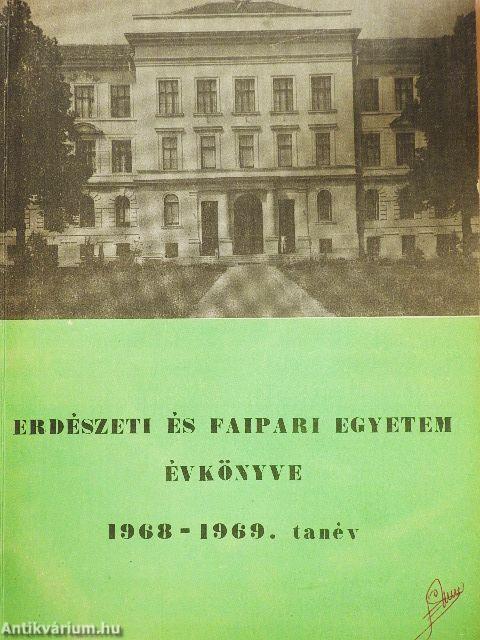 ERDÉSZETI ÉS FAIPARI EGYETEM
ÉVKÖNYVE
1968-1969. tanév
Antikvárium.hu